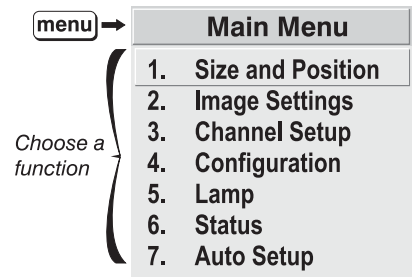 menu
Main Menu
1. Size and Position
2. Image Settings
3. Channel Setup
4. Configuration
5. Lamp
6. Status
7. Auto Setup
Choose a
function